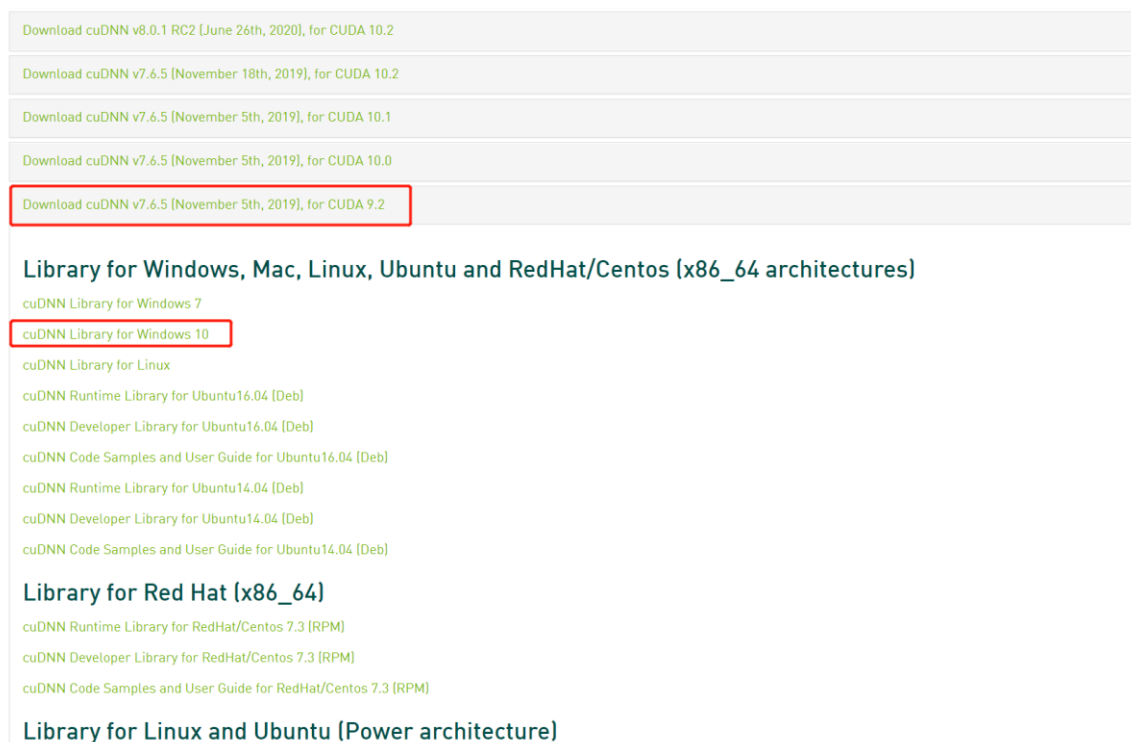 Download cuDNN v8.0.1 RC2 (June 26th, 2020), for CUDA 10.2
Download cuDNN v7.6.5 (November 18th, 2019), for CUDA 10.2
Download cuDNN v7.6.5 (November 5th, 2019), for CUDA 10.1
Download cuDNN v7.6.5 (November 5th, 2019), for CUDA 10.0
Download cuDNN v7.6.5 (November 5th, 2019), for CUDA 9.2
Library for Windows, Mac, Linux, Ubuntu and RedHat/Centos (x86_64 architectures)
cuDNN Library for Windows 7
cuDNN Library for Windows 10
cuDNN Library for Linux
cuDNN Runtime Library for Ubuntu16.04 (Deb)
cuDNN Developer Library for Ubuntu16.04 (Deb)
cuDNN Code Samples and User Guide for Ubuntu16.04 (Deb)
cuDNN Runtime Library for Ubuntu14.04 (Deb)
cuDNN Developer Library for Ubuntu14.04 (Deb)
cuDNN Code Samples and User Guide for Ubuntu14.04 (Deb)
Library for Red Hat (x86_64)
cuDNN Runtime Library for RedHat/Centos 7.3 (RPM)
cuDNN Developer Library for RedHat/Centos 7.3 (RPM)
cuDNN Code Samples and User Guide for RedHat/Centos 7.3 (RPM)
Library for Linux and Ubuntu (Power architecture)